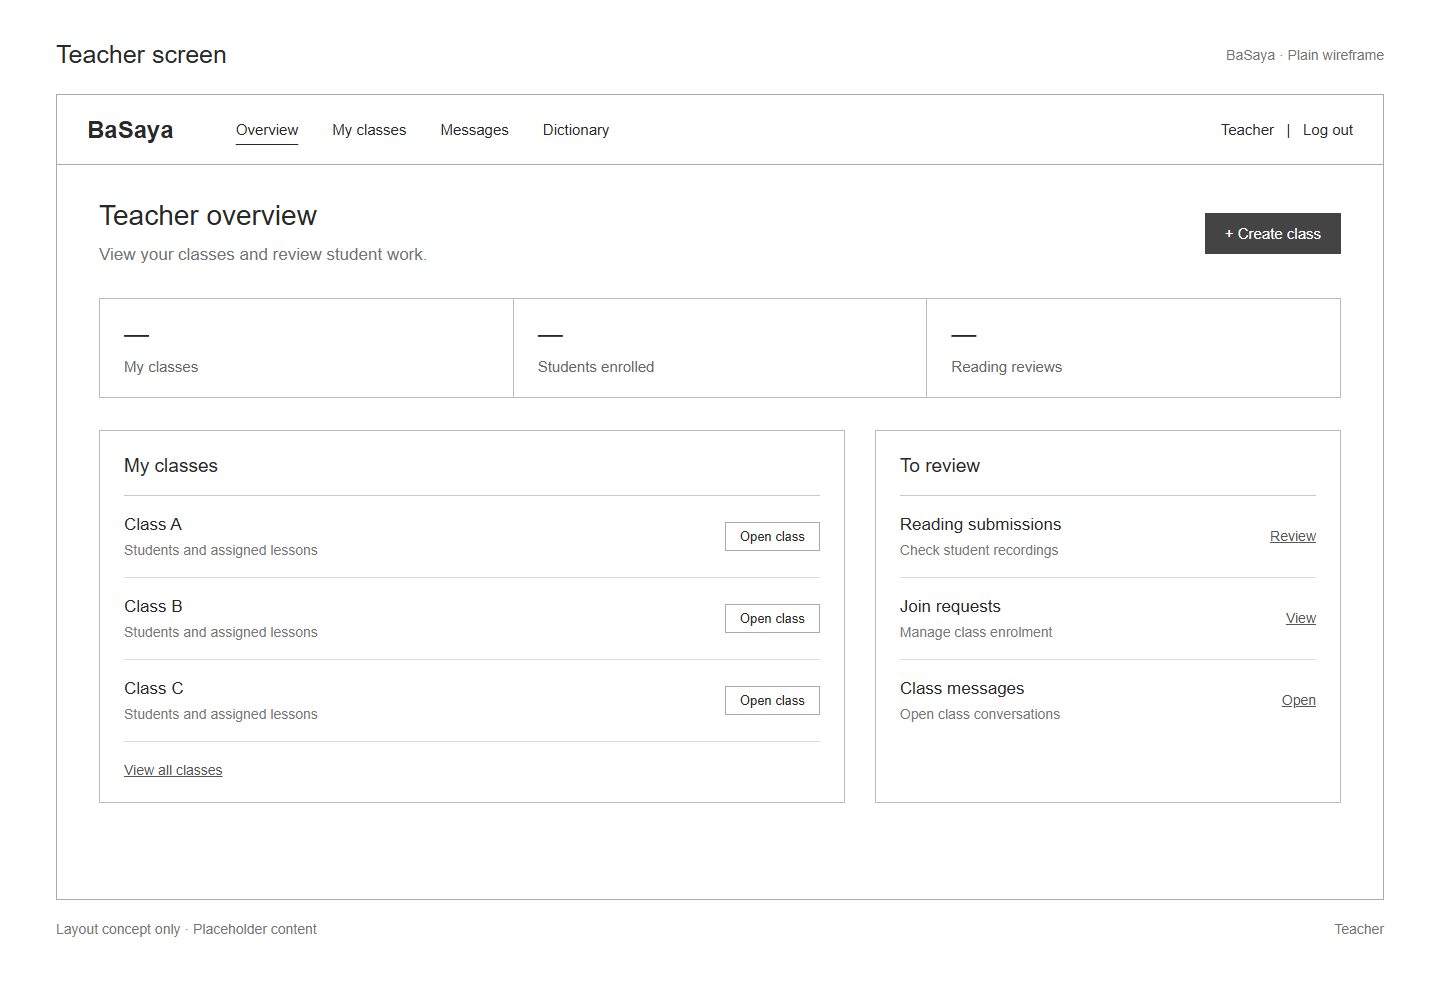 Teacher screen
BaSaya · Plain wireframe
BaSaya
Overview
My classes
Messages
Dictionary
Teacher | Log out
Teacher overview
View your classes and review student work.
+ Create class
—
My classes
—
Students enrolled
—
Reading reviews
My classes
Class A
Students and assigned lessons
Open class
Class B
Students and assigned lessons
Open class
Class C
Students and assigned lessons
Open class
View all classes
To review
Reading submissions
Check student recordings
Review
Join requests
Manage class enrolment
View
Class messages
Open class conversations
Open
Layout concept only · Placeholder content
Teacher